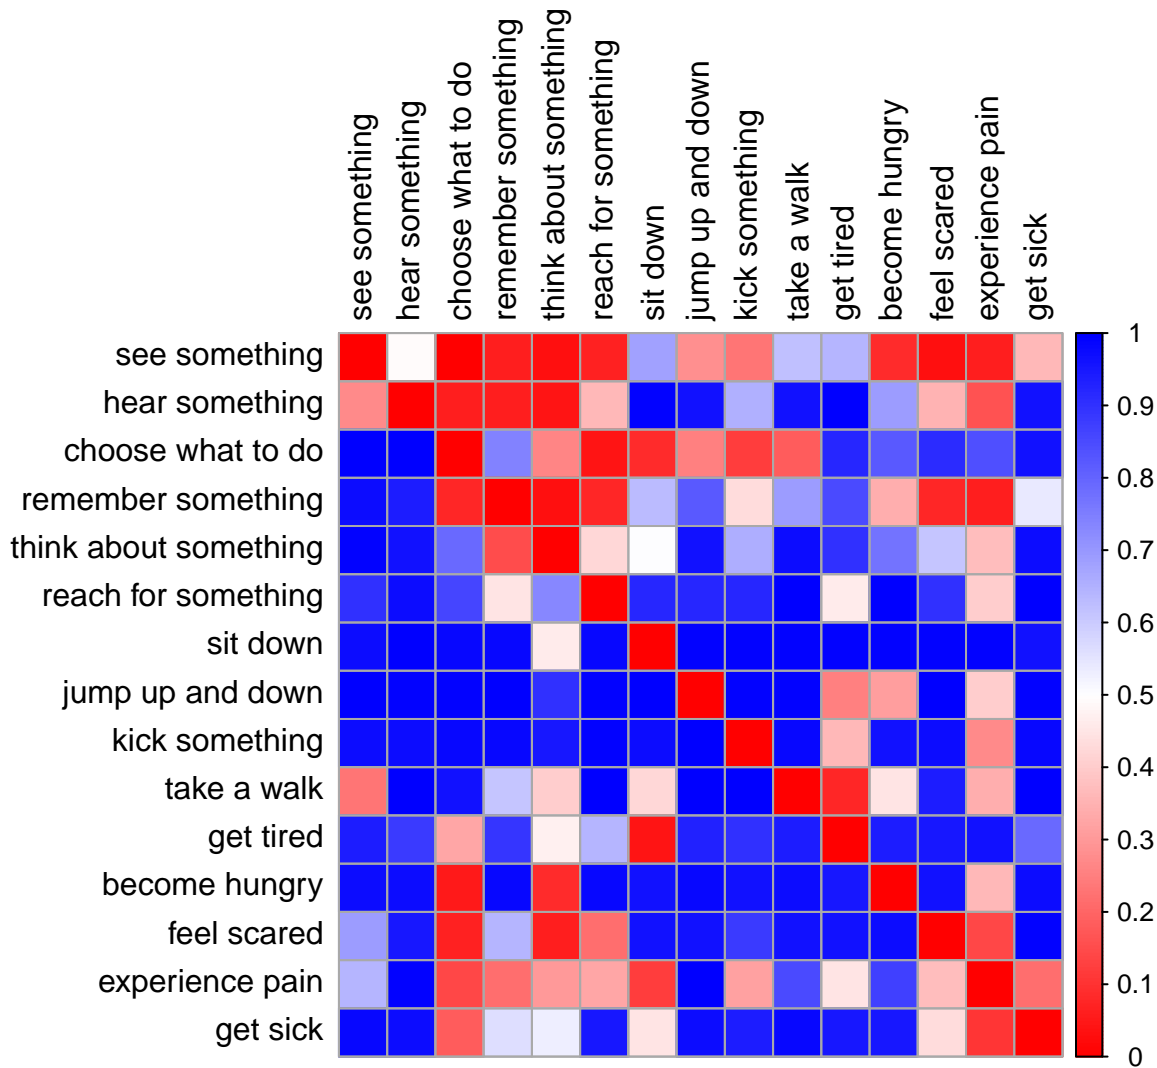 see something
hear something
choose what to do
remember something
think about something
reach for something
sit down
jump up and down
kick something
take a walk
get tired
become hungry
feel scared
experience pain
get sick
see something
hear something
choose what to do
remember something
think about something
reach for something
sit down
jump up and down
kick something
take a walk
get tired
become hungry
feel scared
experience pain
get sick
1
0.9
0.8
0.7
0.6
0.5
0.4
0.3
0.2
0.1
0